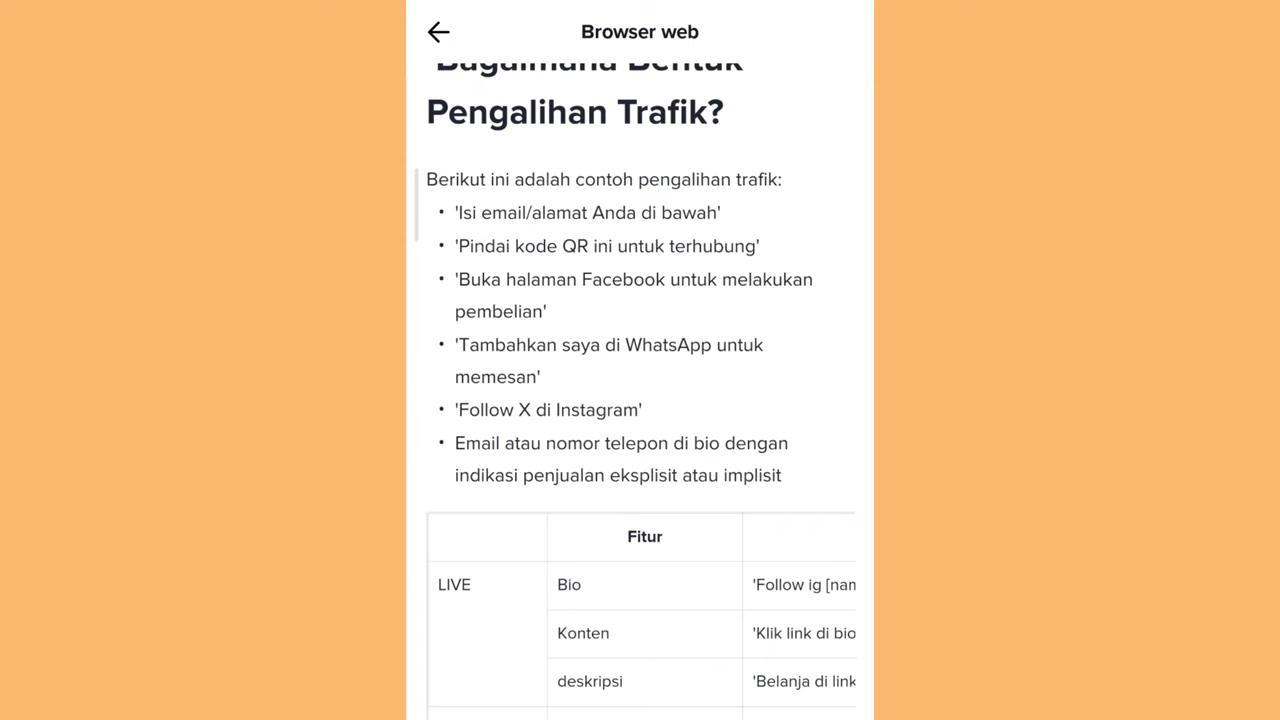 Browser web
Bagaimana Bentuk
Pengalihan Trafik?
Berikut ini adalah contoh pengalihan trafik:
• 'Isi email/alamat Anda di bawah'
• 'Pindai kode QR ini untuk terhubung'
• 'Buka halaman Facebook untuk melakukan
pembelian'
• 'Tambahkan saya di WhatsApp untuk
memesan'
• 'Follow X di Instagram'
• Email atau nomor telepon di bio dengan
indikasi penjualan eksplisit atau implisit
Fitur
LIVE Bio 'Follow ig [nam
Konten 'Klik link di bio
deskripsi 'Belanja di link